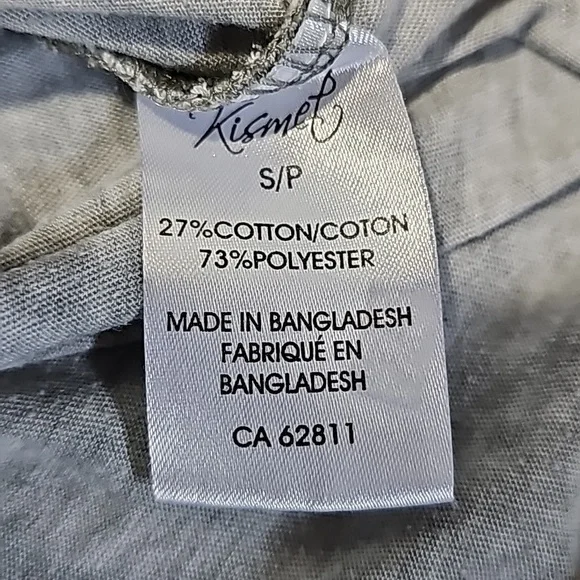 Kismet
S/P
27%COTTON/COTON
73%POLYESTER
MADE IN BANGLADESH
FABRIQUÉ EN
BANGLADESH
CA 62811